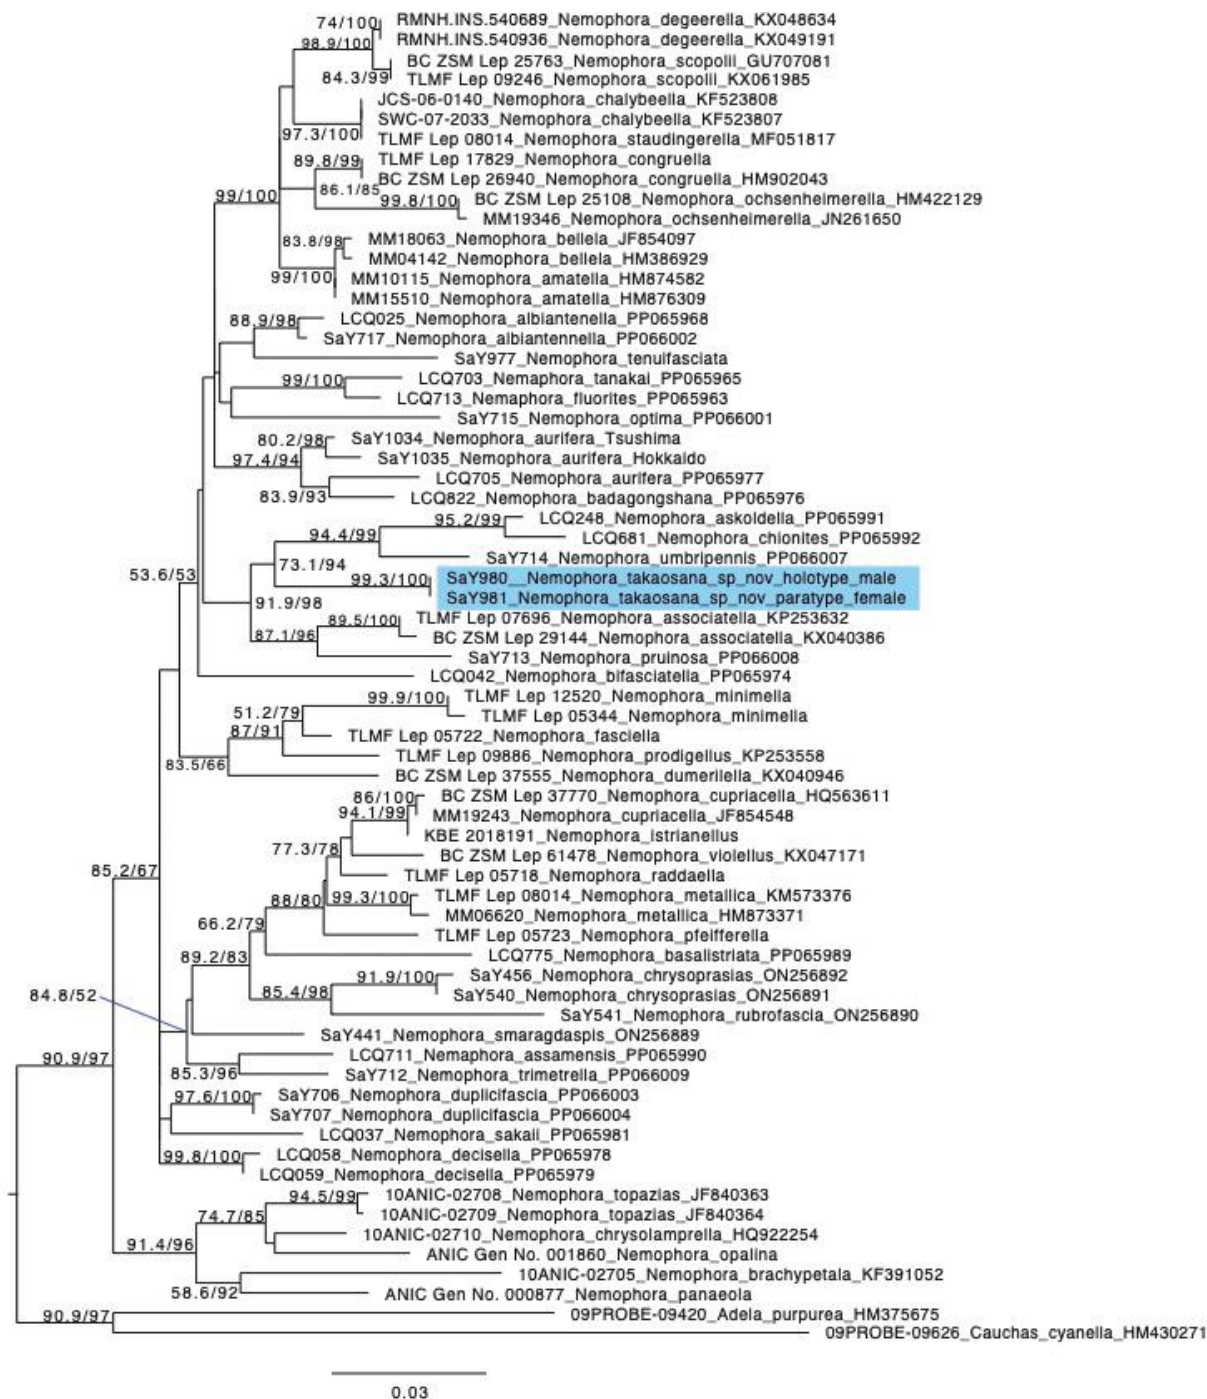 74/100
RMNH.INS.540689_Nemophora_degeerella_KX048634
RMNH.INS.540936_Nemophora_degeerella_KX049191
98.9/100
BC ZSM Lep 25763_Nemophora_scopolii_GU707081
84.3/99
TLMF Lep 09246_Nemophora_scopolii_KX061985
JCS-06-0140_Nemophora_chalybeella_KF523808
SWC-07-2033_Nemophora_chalybeella_KF523807
97.3/100
TLMF Lep 08014_Nemophora_staudingerella_MF051817
89.8/99
TLMF Lep 17829_Nemophora_congruella
BC ZSM Lep 26940_Nemophora_congruella_HM902043
86.1/85
99/100
99.8/100
BC ZSM Lep 25108_Nemophora_ochsenheimerella_HM422129
MM19346_Nemophora_ochsenheimerella_JN261650
83.8/98
MM18063_Nemophora_bellela_JF854097
MM04142_Nemophora_bellela_HM386929
99/100
MM10115_Nemophora_amatella_HM874582
MM15510_Nemophora_amatella_HM876309
88.9/98
LCQ025_Nemophora_albiantenella_PP065968
SaY717_Nemophora_albiantennella_PP066002
SaY977_Nemophora_tenuifasciata
99/100
LCQ703_Nemaphora_tanakai_PP065965
LCQ713_Nemaphora_fluorites_PP065963
SaY715_Nemophora_optima_PP066001
80.2/98
SaY1034_Nemophora_aurifera_Tsushima
97.4/94
SaY1035_Nemophora_aurifera_Hokkaido
LCQ705_Nemophora_aurifera_PP065977
83.9/93
LCQ822_Nemophora_badagongshana_PP065976
95.2/99
LCQ248_Nemophora_askoldella_PP065991
94.4/99
LCQ681_Nemophora_chionites_PP065992
SaY714_Nemophora_umbripennis_PP066007
73.1/94
53.6/53
99.3/100
SaY980__Nemophora_takaosana_sp_nov_holotype_male
SaY981_Nemophora_takaosana_sp_nov_paratype_female
91.9/98
89.5/100
TLMF Lep 07696_Nemophora_associatella_KP253632
87.1/96
BC ZSM Lep 29144_Nemophora_associatella_KX040386
SaY713_Nemophora_pruinosa_PP066008
LCQ042_Nemophora_bifasciatella_PP065974
99.9/100
TLMF Lep 12520_Nemophora_minimella
51.2/79
TLMF Lep 05344_Nemophora_minimella
87/91
TLMF Lep 05722_Nemophora_fasciella
TLMF Lep 09886_Nemophora_prodigellus_KP253558
83.5/66
BC ZSM Lep 37555_Nemophora_dumerilella_KX040946
86/100
BC ZSM Lep 37770_Nemophora_cupriacella_HQ563611
94.1/99
MM19243_Nemophora_cupriacella_JF854548
KBE 2018191_Nemophora_istrianellus
77.3/78
BC ZSM Lep 61478_Nemophora_violellus_KX047171
85.2/67
TLMF Lep 05718_Nemophora_raddaella
88/80
99.3/100
TLMF Lep 08014_Nemophora_metallica_KM573376
MM06620_Nemophora_metallica_HM873371
66.2/79
TLMF Lep 05723_Nemophora_pfeifferella
LCQ775_Nemophora_basalistriata_PP065989
89.2/83
91.9/100
SaY456_Nemophora_chrysoprasias_ON256892
84.8/52
85.4/98
SaY540_Nemophora_chrysoprasias_ON256891
SaY541_Nemophora_rubrofascia_ON256890
SaY441_Nemophora_smaragdaspis_ON256889
90.9/97
LCQ711_Nemaphora_assamensis_PP065990
85.3/96
SaY712_Nemophora_trimetrella_PP066009
97.6/100
SaY706_Nemophora_duplicifascia_PP066003
SaY707_Nemophora_duplicifascia_PP066004
LCQ037_Nemophora_sakaii_PP065981
99.8/100
LCQ058_Nemophora_decisella_PP065978
LCQ059_Nemophora_decisella_PP065979
94.5/99
10ANIC-02708_Nemophora_topazias_JF840363
74.7/85
10ANIC-02709_Nemophora_topazias_JF840364
10ANIC-02710_Nemophora_chrysolamprella_HQ922254
91.4/96
ANIC Gen No. 001860_Nemophora_opalina
10ANIC-02705_Nemophora_brachypetala_KF391052
58.6/92
ANIC Gen No. 000877_Nemophora_panaeola
90.9/97
09PROBE-09420_Adela_purpurea_HM375675
09PROBE-09626_Cauchas_cyanella_HM430271
0.03